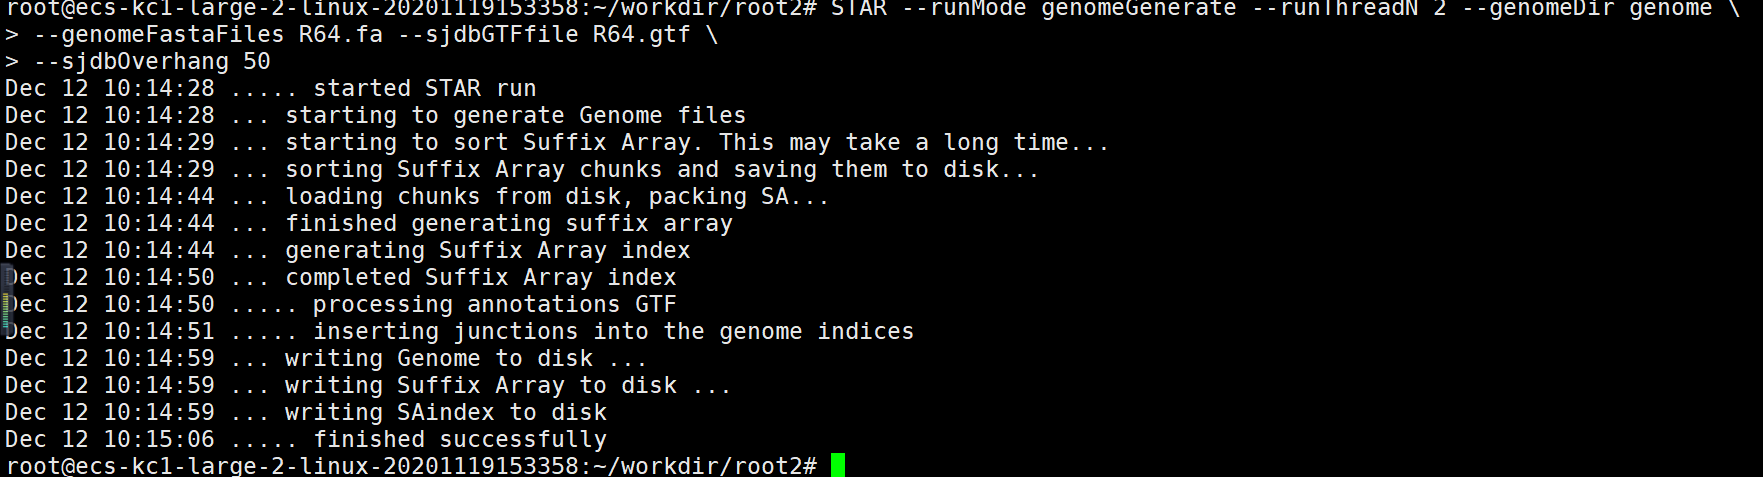 root@ecs-kc1-large-2-linux-20201119153358:~/workdir/root2# STAR --runMode genomeGenerate --runThreadN 2 --genomeDir genome \
> --genomeFastaFiles R64.fa --sjdbGTFfile R64.gtf \
> --sjdbOverhang 50
Dec 12 10:14:28 ..... started STAR run
Dec 12 10:14:28 ... starting to generate Genome files
Dec 12 10:14:29 ... starting to sort Suffix Array. This may take a long time...
Dec 12 10:14:29 ... sorting Suffix Array chunks and saving them to disk...
Dec 12 10:14:44 ... loading chunks from disk, packing SA...
Dec 12 10:14:44 ... finished generating suffix array
Dec 12 10:14:44 ... generating Suffix Array index
Dec 12 10:14:50 ... completed Suffix Array index
Dec 12 10:14:50 ..... processing annotations GTF
Dec 12 10:14:51 ..... inserting junctions into the genome indices
Dec 12 10:14:59 ... writing Genome to disk ...
Dec 12 10:14:59 ... writing Suffix Array to disk ...
Dec 12 10:14:59 ... writing SAindex to disk
Dec 12 10:15:06 ..... finished successfully
root@ecs-kc1-large-2-linux-20201119153358:~/workdir/root2#